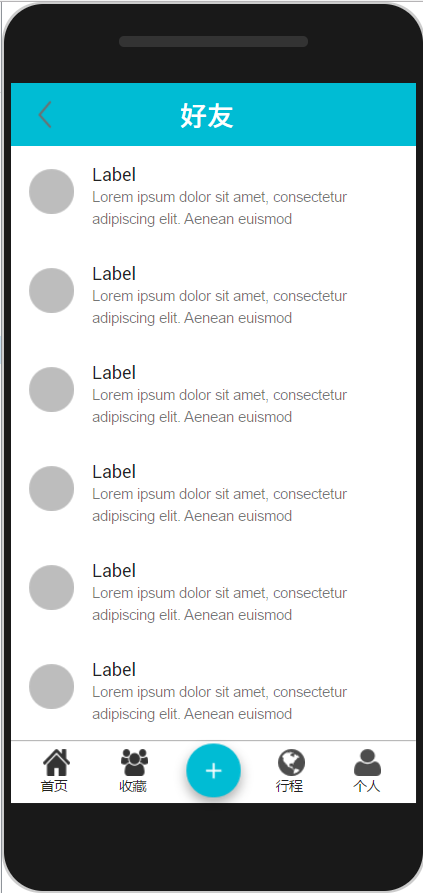 好友
Label
Lorem ipsum dolor sit amet, consectetur
adipiscing elit. Aenean euismod
Label
Lorem ipsum dolor sit amet, consectetur
adipiscing elit. Aenean euismod
Label
Lorem ipsum dolor sit amet, consectetur
adipiscing elit. Aenean euismod
Label
Lorem ipsum dolor sit amet, consectetur
adipiscing elit. Aenean euismod
Label
Lorem ipsum dolor sit amet, consectetur
adipiscing elit. Aenean euismod
Label
Lorem ipsum dolor sit amet, consectetur
adipiscing elit. Aenean euismod
首页 收藏 行程 个人